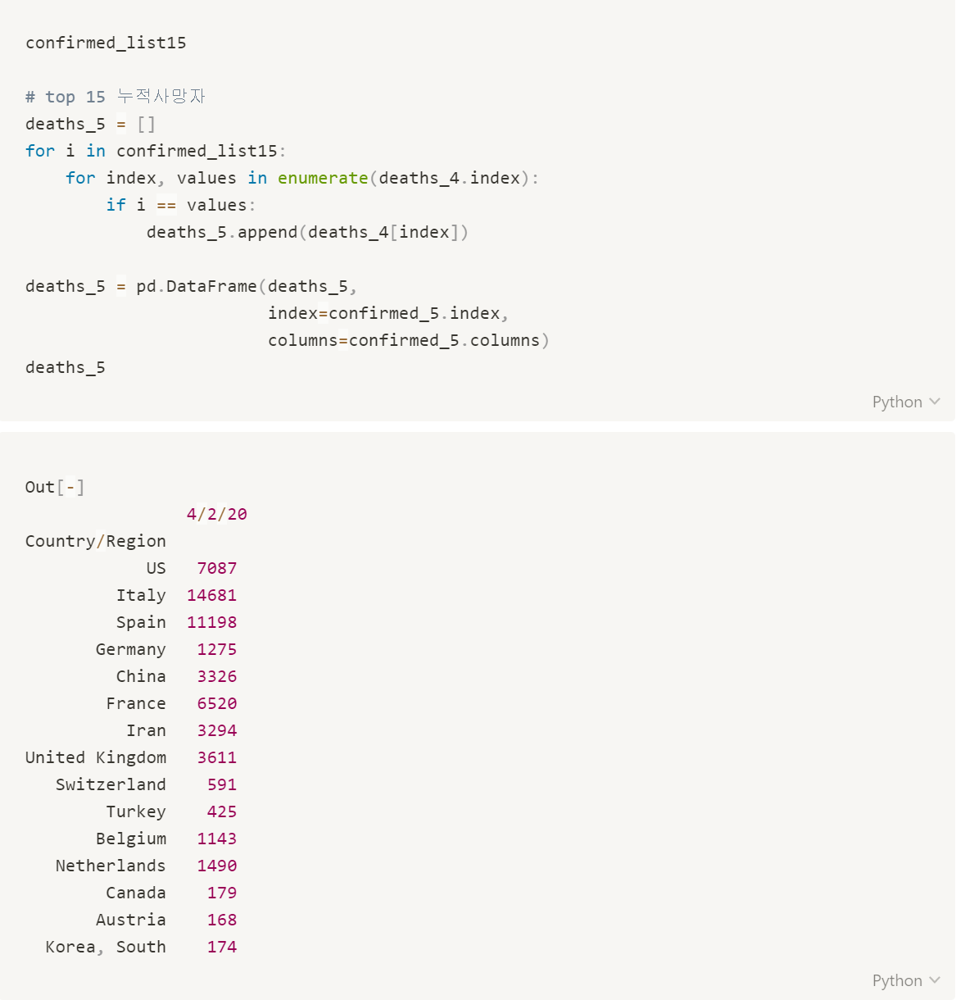 confirmed_list15
# top 15 누적사망자
deaths_5 = []
for i in confirmed_list15:
    for index, values in enumerate(deaths_4.index):
        if i == values:
            deaths_5.append(deaths_4[index])
deaths_5 = pd.DataFrame(deaths_5,
                        index=confirmed_5.index,
                        columns=confirmed_5.columns)
deaths_5
Python
Out[-]
                4/2/20
Country/Region
            US   7087
         Italy  14681
         Spain  11198
       Germany   1275
         China   3326
        France   6520
          Iran   3294
United Kingdom   3611
   Switzerland    591
        Turkey    425
       Belgium   1143
   Netherlands   1490
        Canada    179
       Austria    168
  Korea, South    174
Python